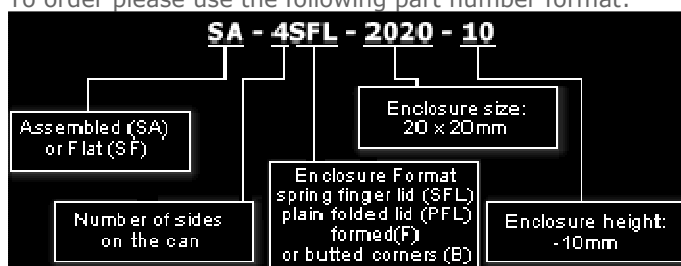 To order please use the following part number format:
SA - 4SFL - 2020 - 10
Assembled (SA)
or Flat (SF)
Enclosure size:
20 x 20mm
Number of sides
on the can
Enclosure Format
spring finger lid (SFL)
plain folded lid (PFL)
formed(F)
or butted corners (B)
Enclosure height:
-10mm